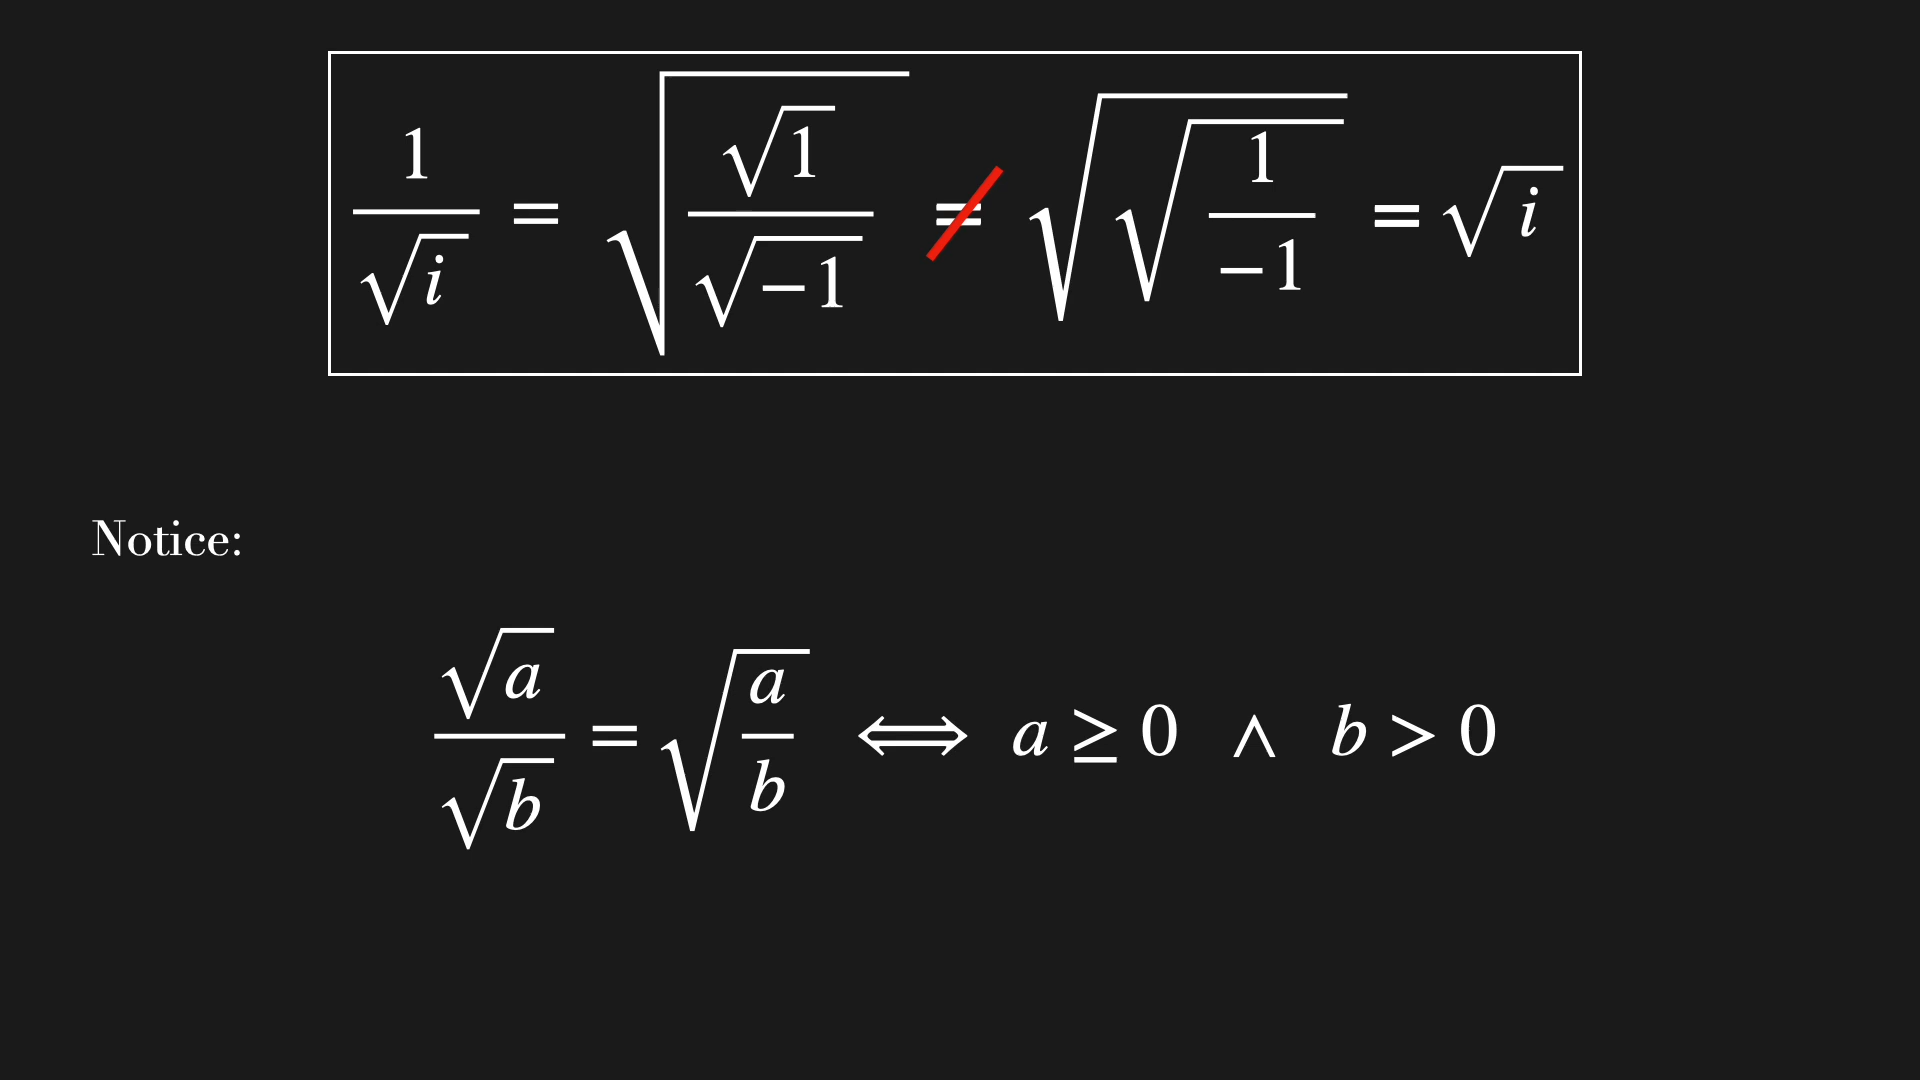 1/√i = √(√1/√−1) ≠ √(√(1/−1)) = √i
Notice:
√a/√b = √(a/b) ⟺ a ≥ 0 ∧ b > 0